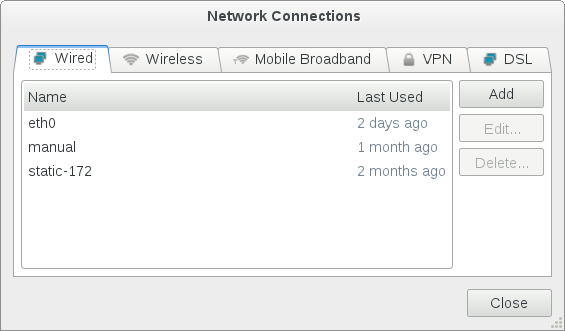 Network Connections
Wired Wireless Mobile Broadband VPN DSL
Name Last Used Add
eth0 2 days ago Edit...
manual 1 month ago
static-172 2 months ago Delete...
Close